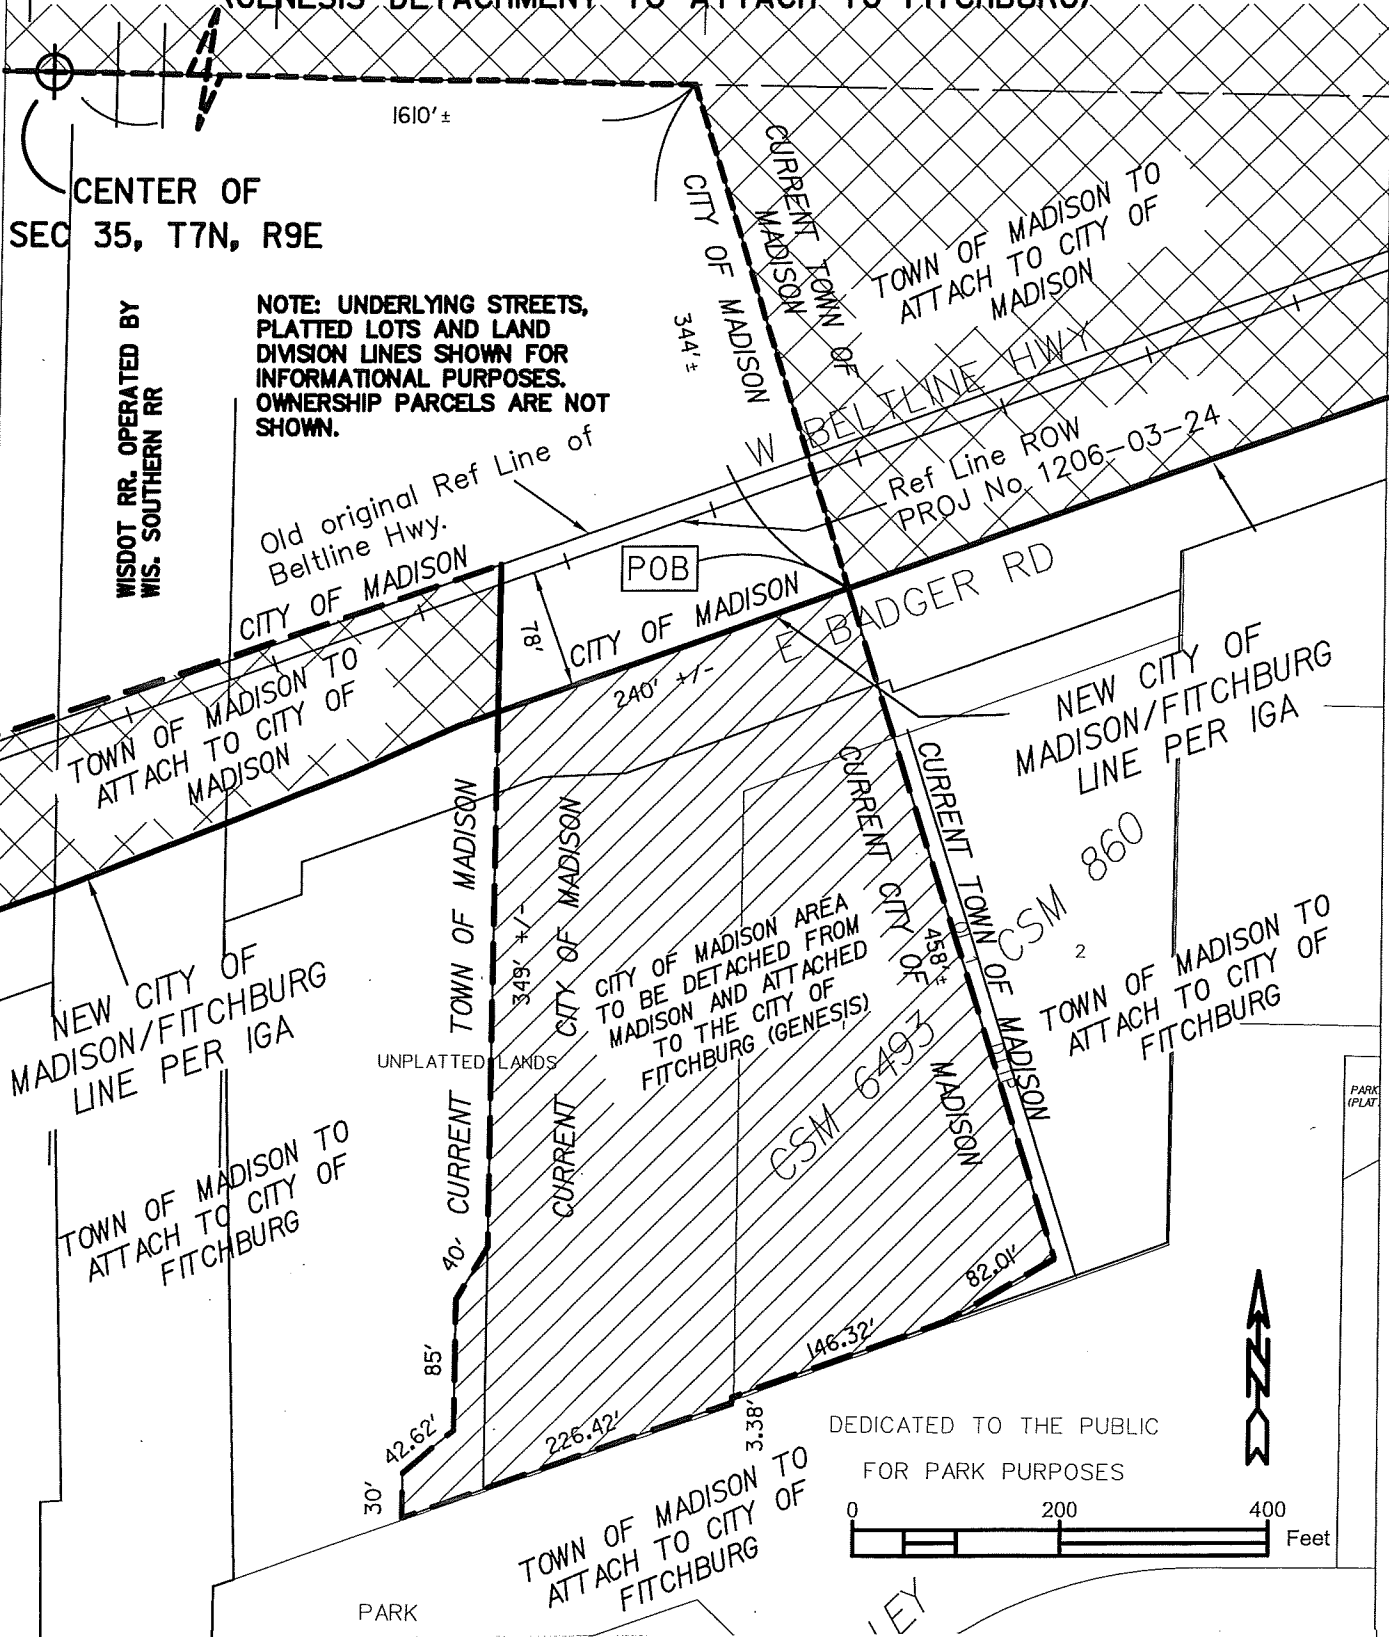 (GENESIS DETACHMENT TO ATTACH TO FITCHBURG)
1610' ±
CENTER OF
SEC 35, T7N, R9E
WISDOT RR. OPERATED BY
WIS. SOUTHERN RR
NOTE: UNDERLYING STREETS,
PLATTED LOTS AND LAND
DIVISION LINES SHOWN FOR
INFORMATIONAL PURPOSES.
OWNERSHIP PARCELS ARE NOT
SHOWN.
CITY OF MADISON
344' ±
CURRENT TOWN OF
MADISON
TOWN OF MADISON TO
ATTACH TO CITY OF
MADISON
W BELTLINE HWY
Ref Line ROW
PROJ No. 1206-03-24
Old original Ref Line of
Beltline Hwy.
CITY OF MADISON
POB
78'
CITY OF MADISON
240' +/-
E BADGER RD
NEW CITY OF
MADISON/FITCHBURG
LINE PER IGA
TOWN OF MADISON TO
ATTACH TO CITY OF
MADISON
NEW CITY OF
MADISON/FITCHBURG
LINE PER IGA
CURRENT TOWN OF MADISON
349' +/-
CURRENT CITY OF MADISON
UNPLATTED LANDS
CITY OF MADISON AREA
TO BE DETACHED FROM
MADISON AND ATTACHED
TO THE CITY OF
FITCHBURG (GENESIS)
CURRENT CITY OF MADISON
458' ±
CURRENT TOWN OF MADISON
CSM 6493
CSM 860
2
TOWN OF MADISON TO
ATTACH TO CITY OF
FITCHBURG
PARK
(PLAT
TOWN OF MADISON TO
ATTACH TO CITY OF
FITCHBURG
40'
85'
42.62'
30'
226.42'
3.38'
146.32'
82.01'
DEDICATED TO THE PUBLIC
FOR PARK PURPOSES
N
TOWN OF MADISON TO
ATTACH TO CITY OF
FITCHBURG
0 200 400
Feet
PARK
LEY